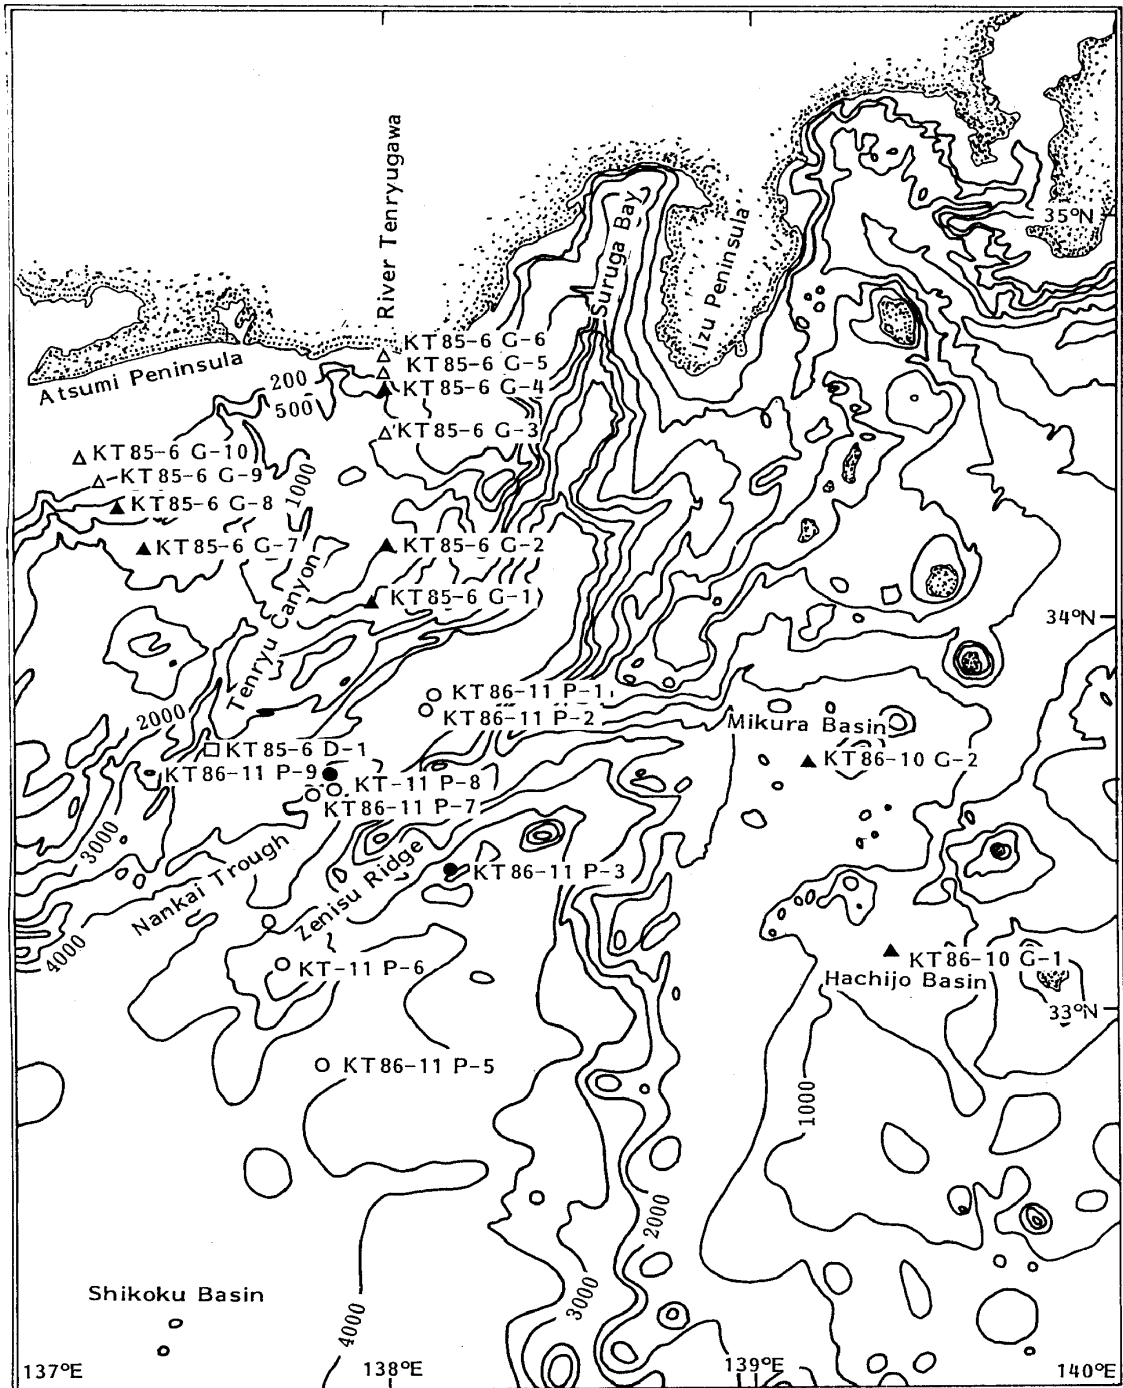 River Tenryugawa
Suruga Bay
Izu Peninsula
35°N
Atsumi Peninsula
KT85-6 G-6
KT85-6 G-5
KT85-6 G-4
200
500
KT85-6 G-3
KT85-6 G-10
KT85-6 G-9
KT85-6 G-8
1000
KT85-6 G-7
KT85-6 G-2
KT85-6 G-1
Tenryu Canyon
34°N
KT86-11 P-1
KT86-11 P-2
2000
Mikura Basin
KT85-6 D-1
KT86-10 G-2
KT86-11 P-9
KT-11 P-8
KT86-11 P-7
3000
Nankai Trough
Zenisu Ridge
KT86-11 P-3
4000
KT-11 P-6
KT86-10 G-1
Hachijo Basin
33°N
KT86-11 P-5
1000
2000
Shikoku Basin
3000
4000
137°E
138°E
139°E
140°E